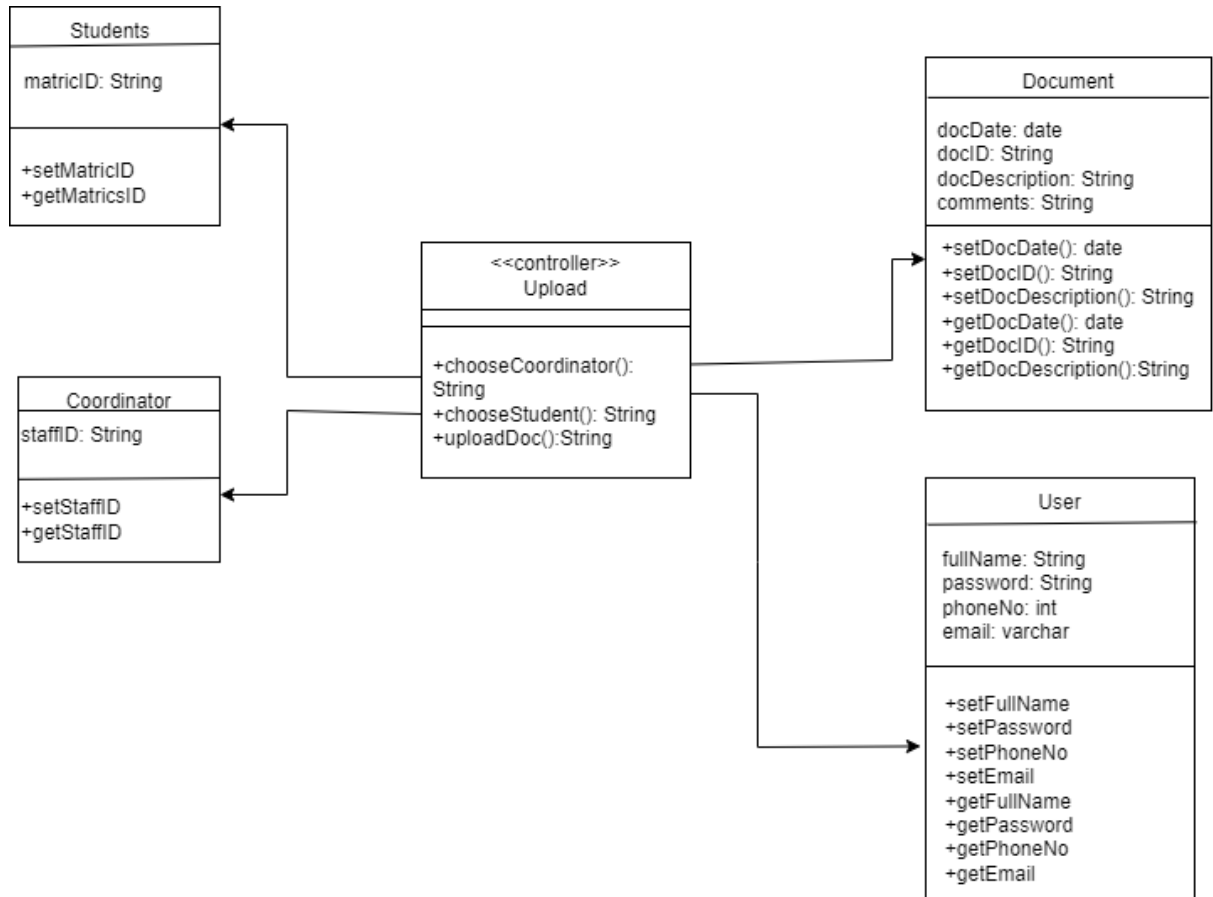 Students
matricID: String
+setMatricID
+getMatricsID
Coordinator
staffID: String
+setStaffID
+getStaffID
<<controller>>
Upload
+chooseCoordinator():
String
+chooseStudent(): String
+uploadDoc():String
Document
docDate: date
docID: String
docDescription: String
comments: String
+setDocDate(): date
+setDocID(): String
+setDocDescription(): String
+getDocDate(): date
+getDocID(): String
+getDocDescription():String
User
fullName: String
password: String
phoneNo: int
email: varchar
+setFullName
+setPassword
+setPhoneNo
+setEmail
+getFullName
+getPassword
+getPhoneNo
+getEmail